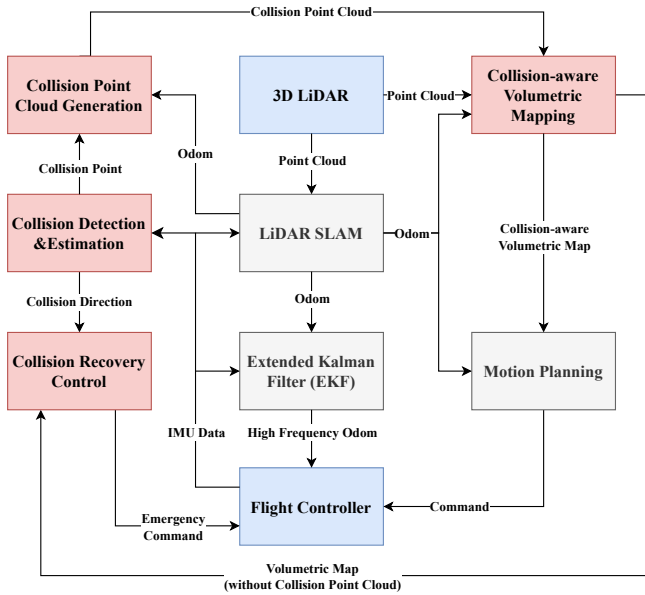 Collision Point Cloud
Collision Point
Cloud Generation
3D LiDAR
Point Cloud
Collision-aware
Volumetric
Mapping
Odom
Point Cloud
Collision Point
Collision Detection
&Estimation
LiDAR SLAM
Odom
Collision-aware
Volumetric Map
Collision Direction
Odom
Collision Recovery
Control
Extended Kalman
Filter (EKF)
Motion Planning
IMU Data
High Frequency Odom
Emergency
Command
Flight Controller
Command
Volumetric Map
(without Collision Point Cloud)